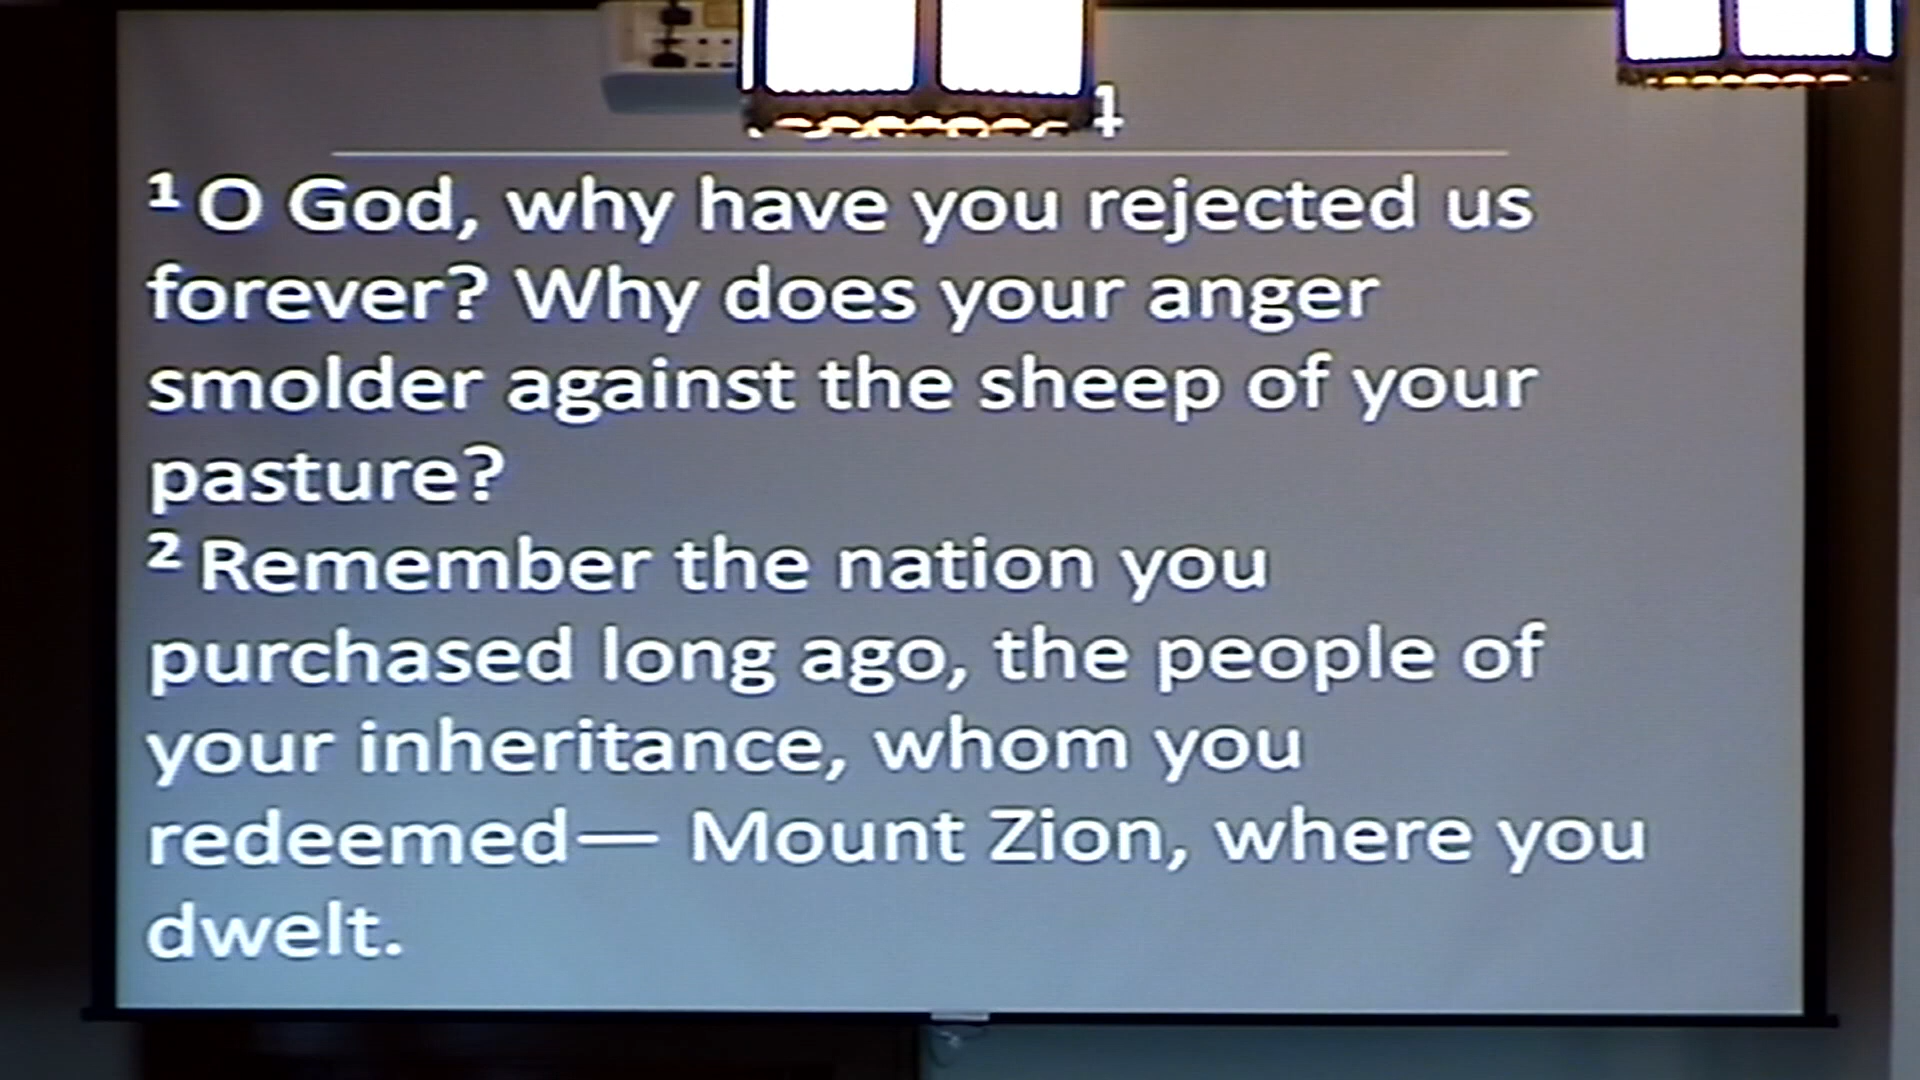 ¹ O God, why have you rejected us
forever? Why does your anger
smolder against the sheep of your
pasture?
² Remember the nation you
purchased long ago, the people of
your inheritance, whom you
redeemed— Mount Zion, where you
dwelt.